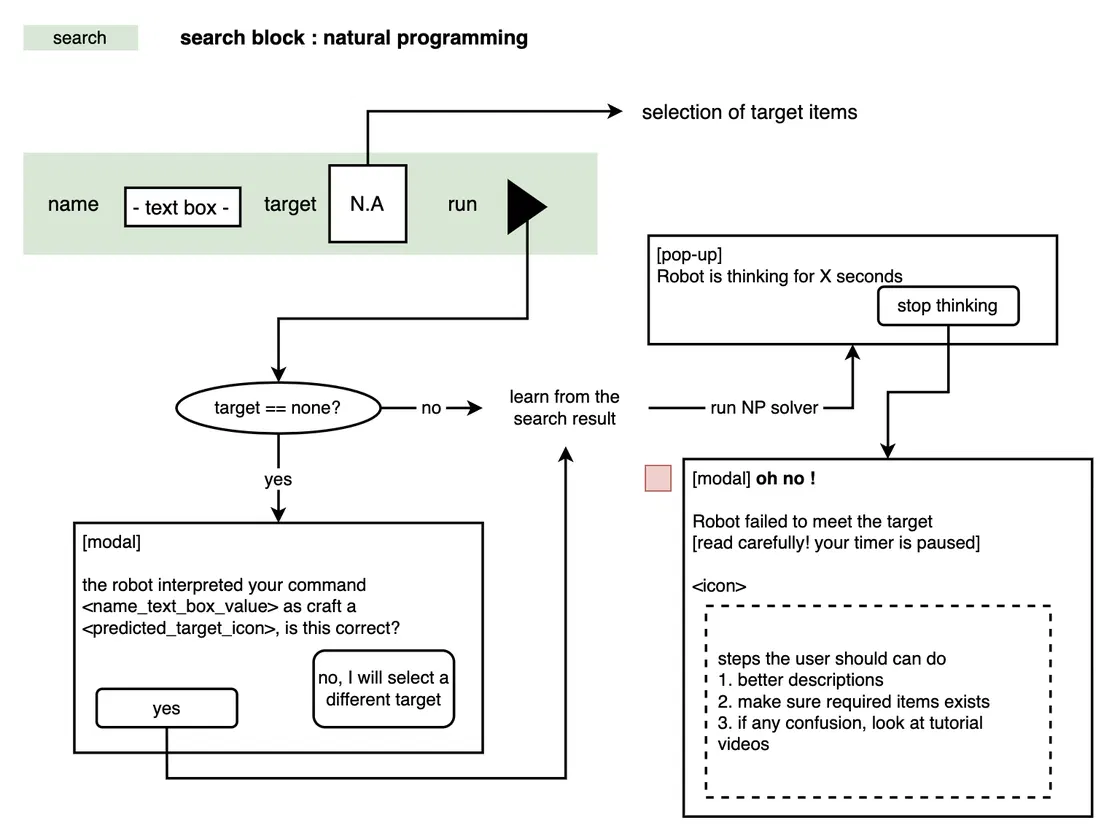 search
search block : natural programming
selection of target items
name
- text box -
target
N.A
run
[pop-up]
Robot is thinking for X seconds
stop thinking
target == none?
no
learn from the
search result
run NP solver
yes
[modal]
the robot interpreted your command
<name_text_box_value> as craft a
<predicted_target_icon>, is this correct?
yes
no, I will select a
different target
[modal] oh no !
Robot failed to meet the target
[read carefully! your timer is paused]
<icon>
steps the user should can do
1. better descriptions
2. make sure required items exists
3. if any confusion, look at tutorial
videos